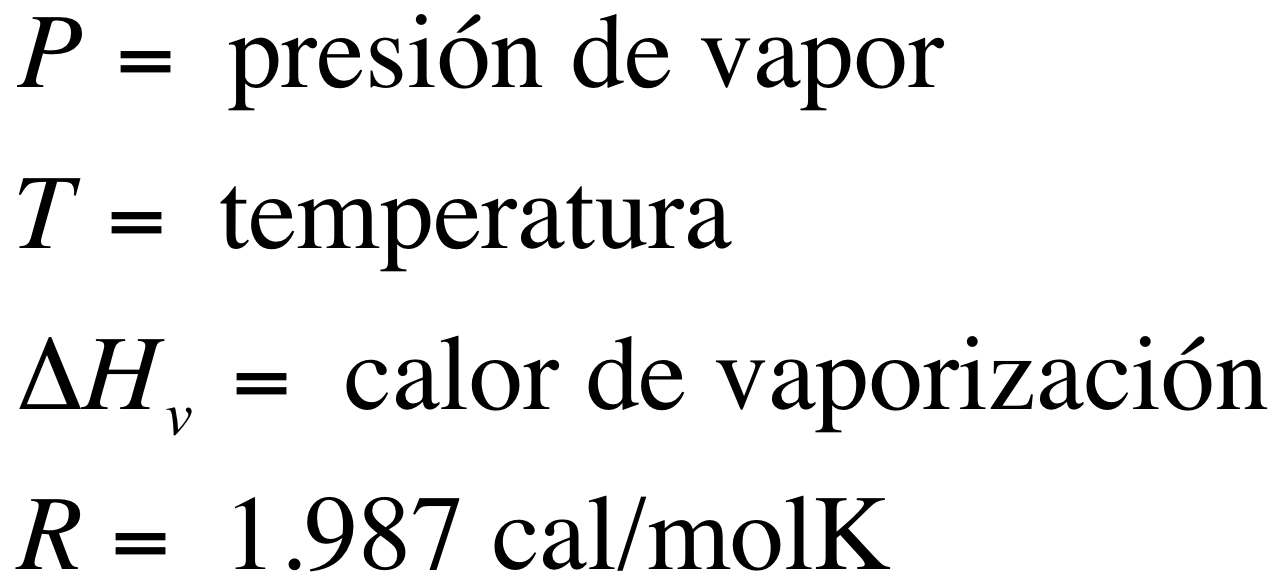 P = presión de vapor
T = temperatura
ΔHᵥ = calor de vaporización
R = 1.987 cal/molK